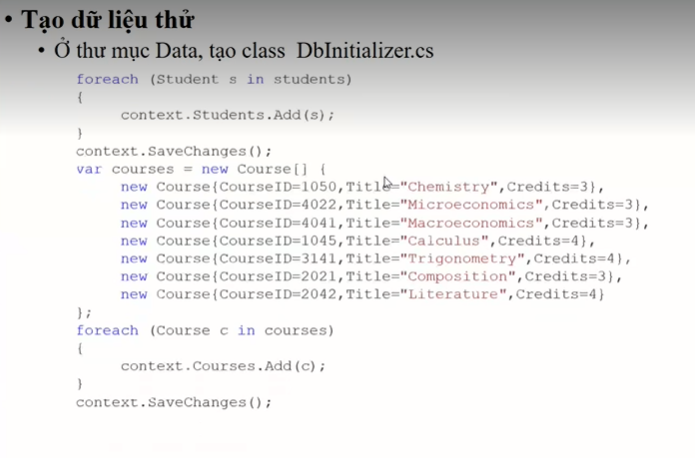 • Tạo dữ liệu thử
• Ở thư mục Data, tạo class DbInitializer.cs
foreach (Student s in students)
{
context.Students.Add(s);
}
context.SaveChanges();
var courses = new Course[] {
new Course{CourseID=1050,Title="Chemistry",Credits=3},
new Course{CourseID=4022,Title="Microeconomics",Credits=3},
new Course{CourseID=4041,Title="Macroeconomics",Credits=3},
new Course{CourseID=1045,Title="Calculus",Credits=4},
new Course{CourseID=3141,Title="Trigonometry",Credits=4},
new Course{CourseID=2021,Title="Composition",Credits=3},
new Course{CourseID=2042,Title="Literature",Credits=4}
};
foreach (Course c in courses)
{
context.Courses.Add(c);
}
context.SaveChanges();